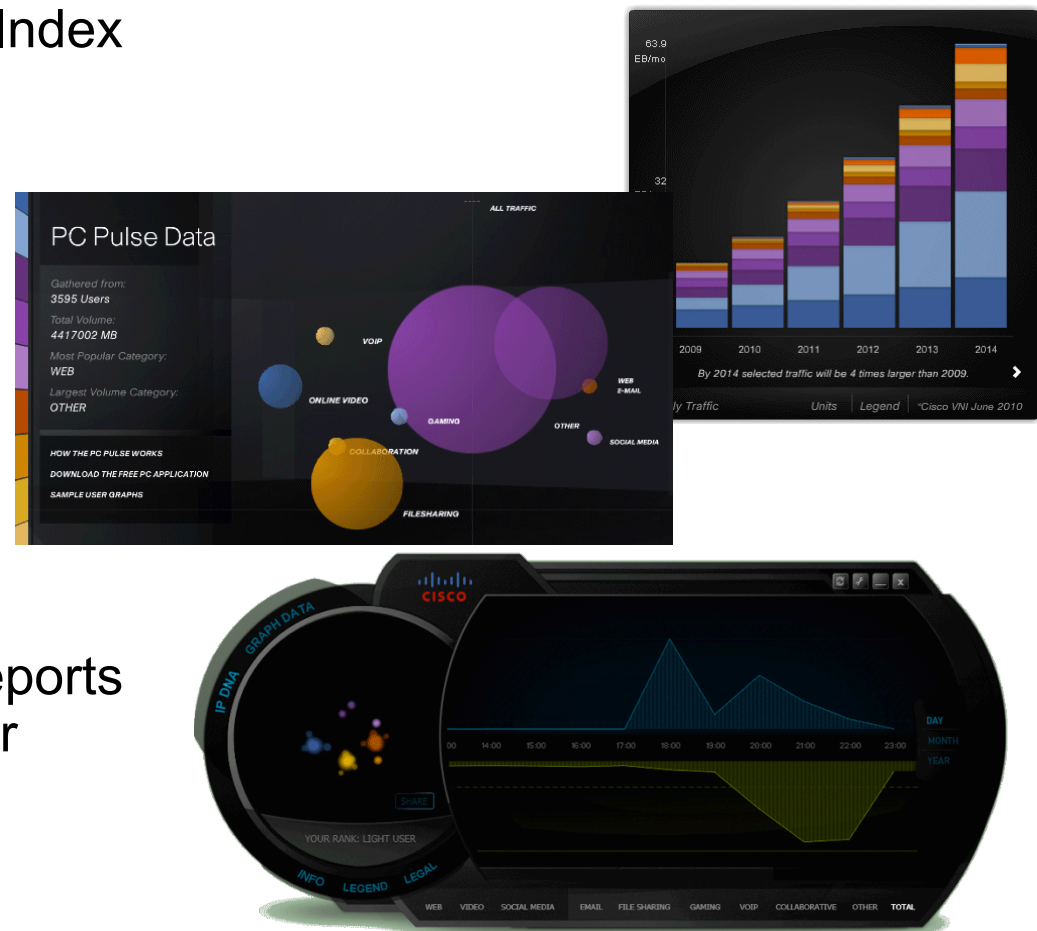 Index
63.9
EB/mo
32
2009 2010 2011 2012 2013 2014
By 2014 selected traffic will be 4 times larger than 2009.
ly Traffic Units Legend *Cisco VNI June 2010
ALL TRAFFIC
PC Pulse Data
Gathered from:
3595 Users
Total Volume:
4417002 MB
Most Popular Category:
WEB
Largest Volume Category:
OTHER
HOW THE PC PULSE WORKS
DOWNLOAD THE FREE PC APPLICATION
SAMPLE USER GRAPHS
VOIP
ONLINE VIDEO
GAMING
COLLABORATION
FILESHARING
WEB
E-MAIL
OTHER
SOCIAL MEDIA
eports
r
CISCO
GRAPH DATA
IP DNA
SHARE
YOUR RANK: LIGHT USER
INFO LEGEND LEGAL
00 14:00 15:00 16:00 17:00 18:00 19:00 20:00 21:00 22:00 23:00
DAY
MONTH
YEAR
WEB VIDEO SOCIAL MEDIA EMAIL FILE SHARING GAMING VOIP COLLABORATIVE OTHER TOTAL